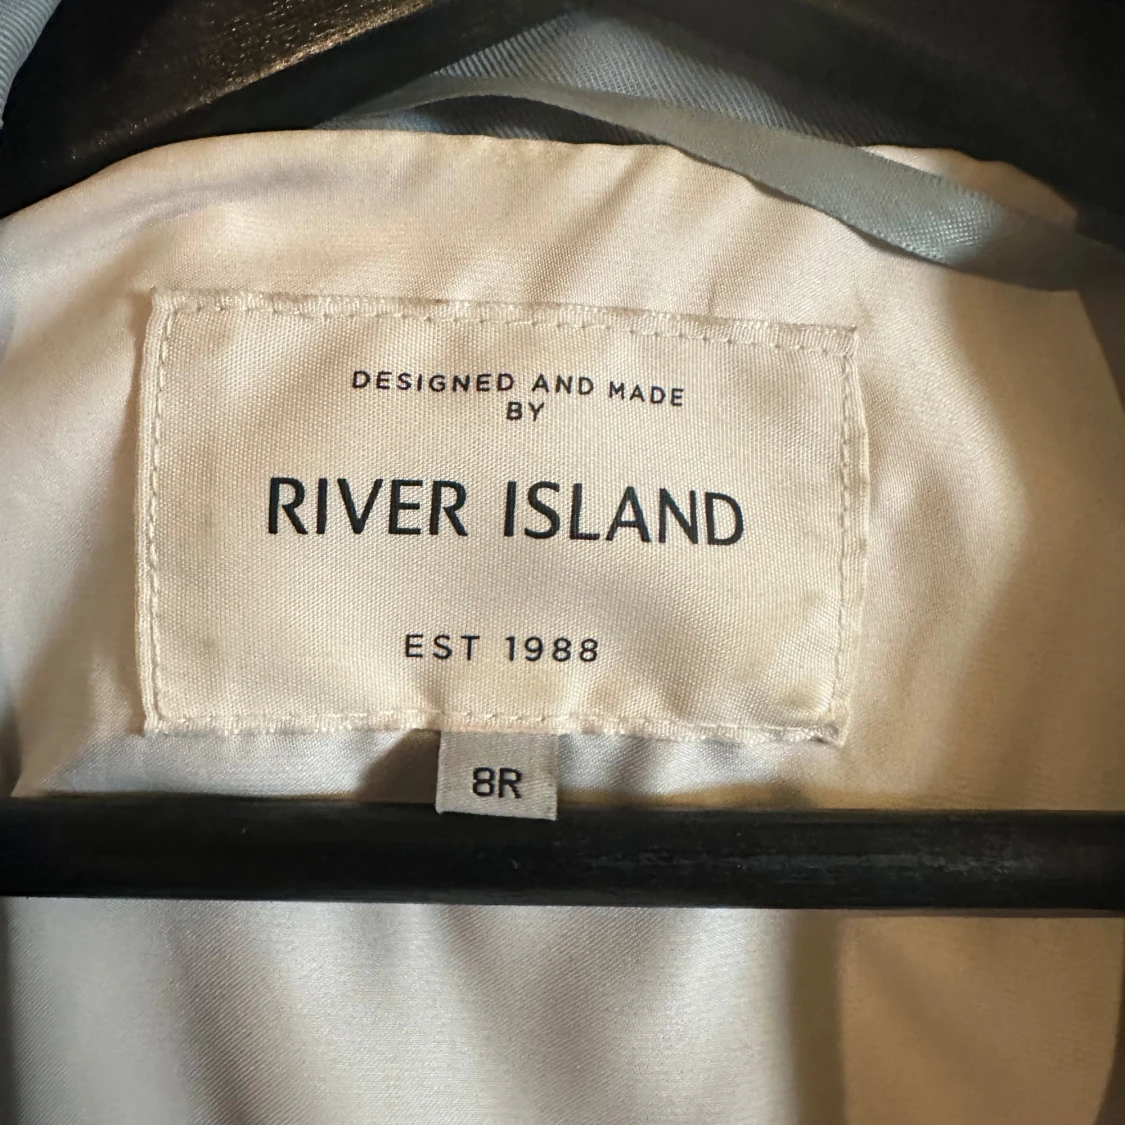 DESIGNED AND MADE
BY
RIVER ISLAND
EST 1988
8R